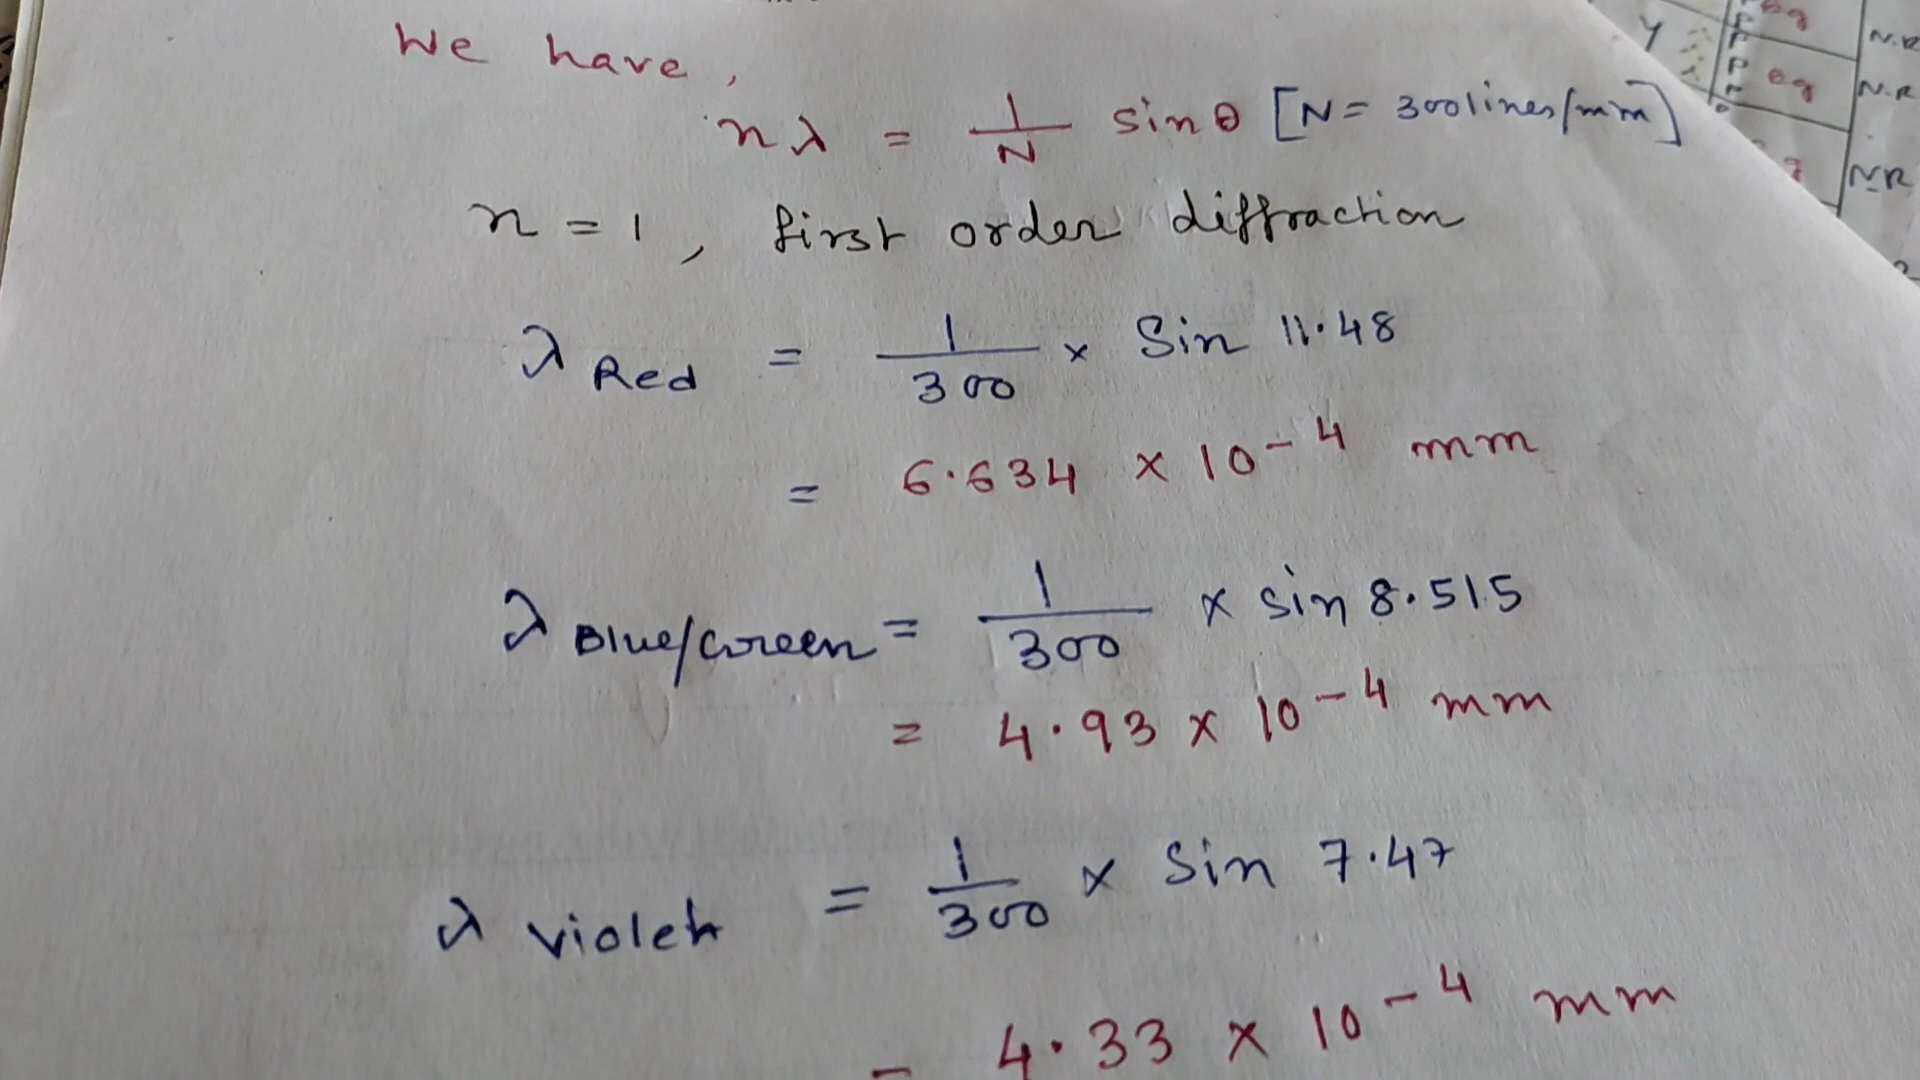 We have,
nλ = 1/N sin θ [N = 300 lines/mm]
n = 1, first order diffraction
λ Red = 1/300 × Sin 11.48
= 6.634 × 10-4 mm
λ Blue/Green = 1/300 × sin 8.515
= 4.93 × 10-4 mm
λ violet = 1/300 × Sin 7.47
= 4.33 × 10-4 mm
Y
N.R
N.R
NR